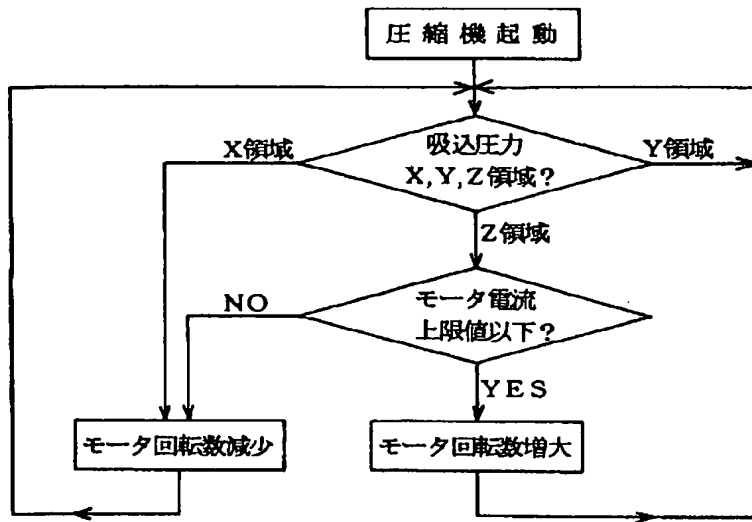 圧縮機起動
吸込圧力
X,Y,Z領域?
X領域
Y領域
Z領域
モータ電流
上限値以下?
NO
YES
モータ回転数減少
モータ回転数増大